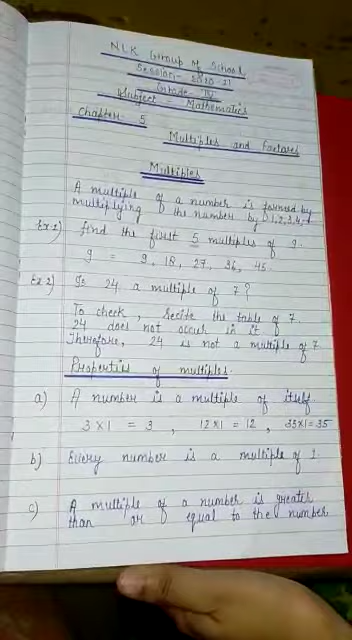 NLK Group of School
Session - 2020-21
Grade - IV
Subject - Mathematics
Chapter - 5
Multiples and Factors
Multiples
A multiple of a number is formed by
multiplying the number by 1,2,3,4,-
Ex-1) find the first 5 multiples of 9.
9 = 9, 18, 27, 36, 45.
Ex-2) Is 24 a multiple of 7?
To check, Recite the table of 7.
24 does not occur in it
Therefore, 24 is not a multiple of 7
Properties of multiples.
a) A number is a multiple of itself.
3 x 1 = 3, 12x1 = 12, 35x1 = 35
b) Every number is a multiple of 1.
c) A multiple of a number is greater
than or equal to the number